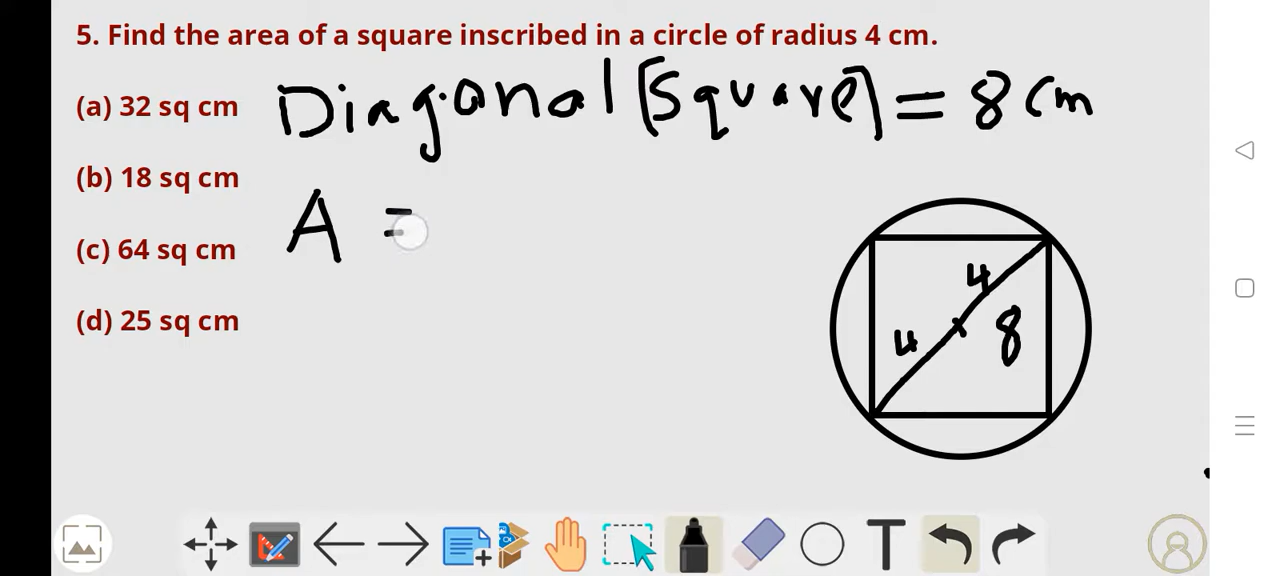 5. Find the area of a square inscribed in a circle of radius 4 cm.
(a) 32 sq cm
Diagonal [Square] = 8 cm
(b) 18 sq cm
A =
(c) 64 sq cm
(d) 25 sq cm
4
4
8
T